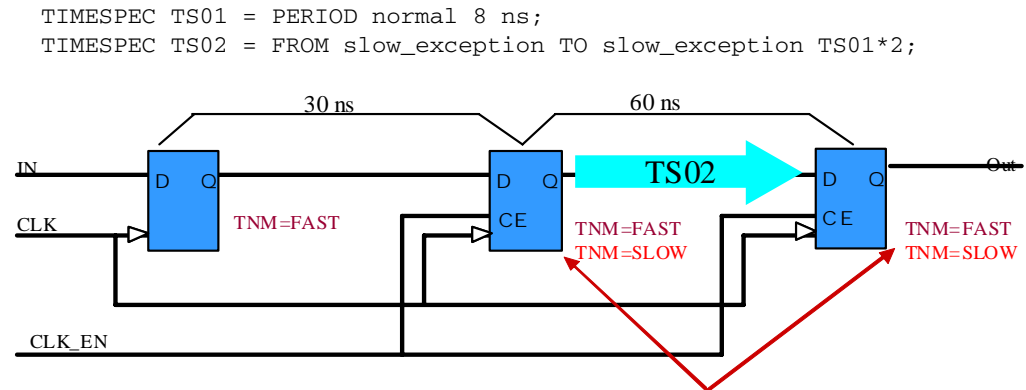 TIMESPEC TS01 = PERIOD normal 8 ns;
TIMESPEC TS02 = FROM slow_exception TO slow_exception TS01*2;
30 ns
60 ns
IN
D Q
D Q
TS02
D Q
Out
CLK
TNM=FAST
CE
TNM=FAST
TNM=SLOW
CE
TNM=FAST
TNM=SLOW
CLK_EN